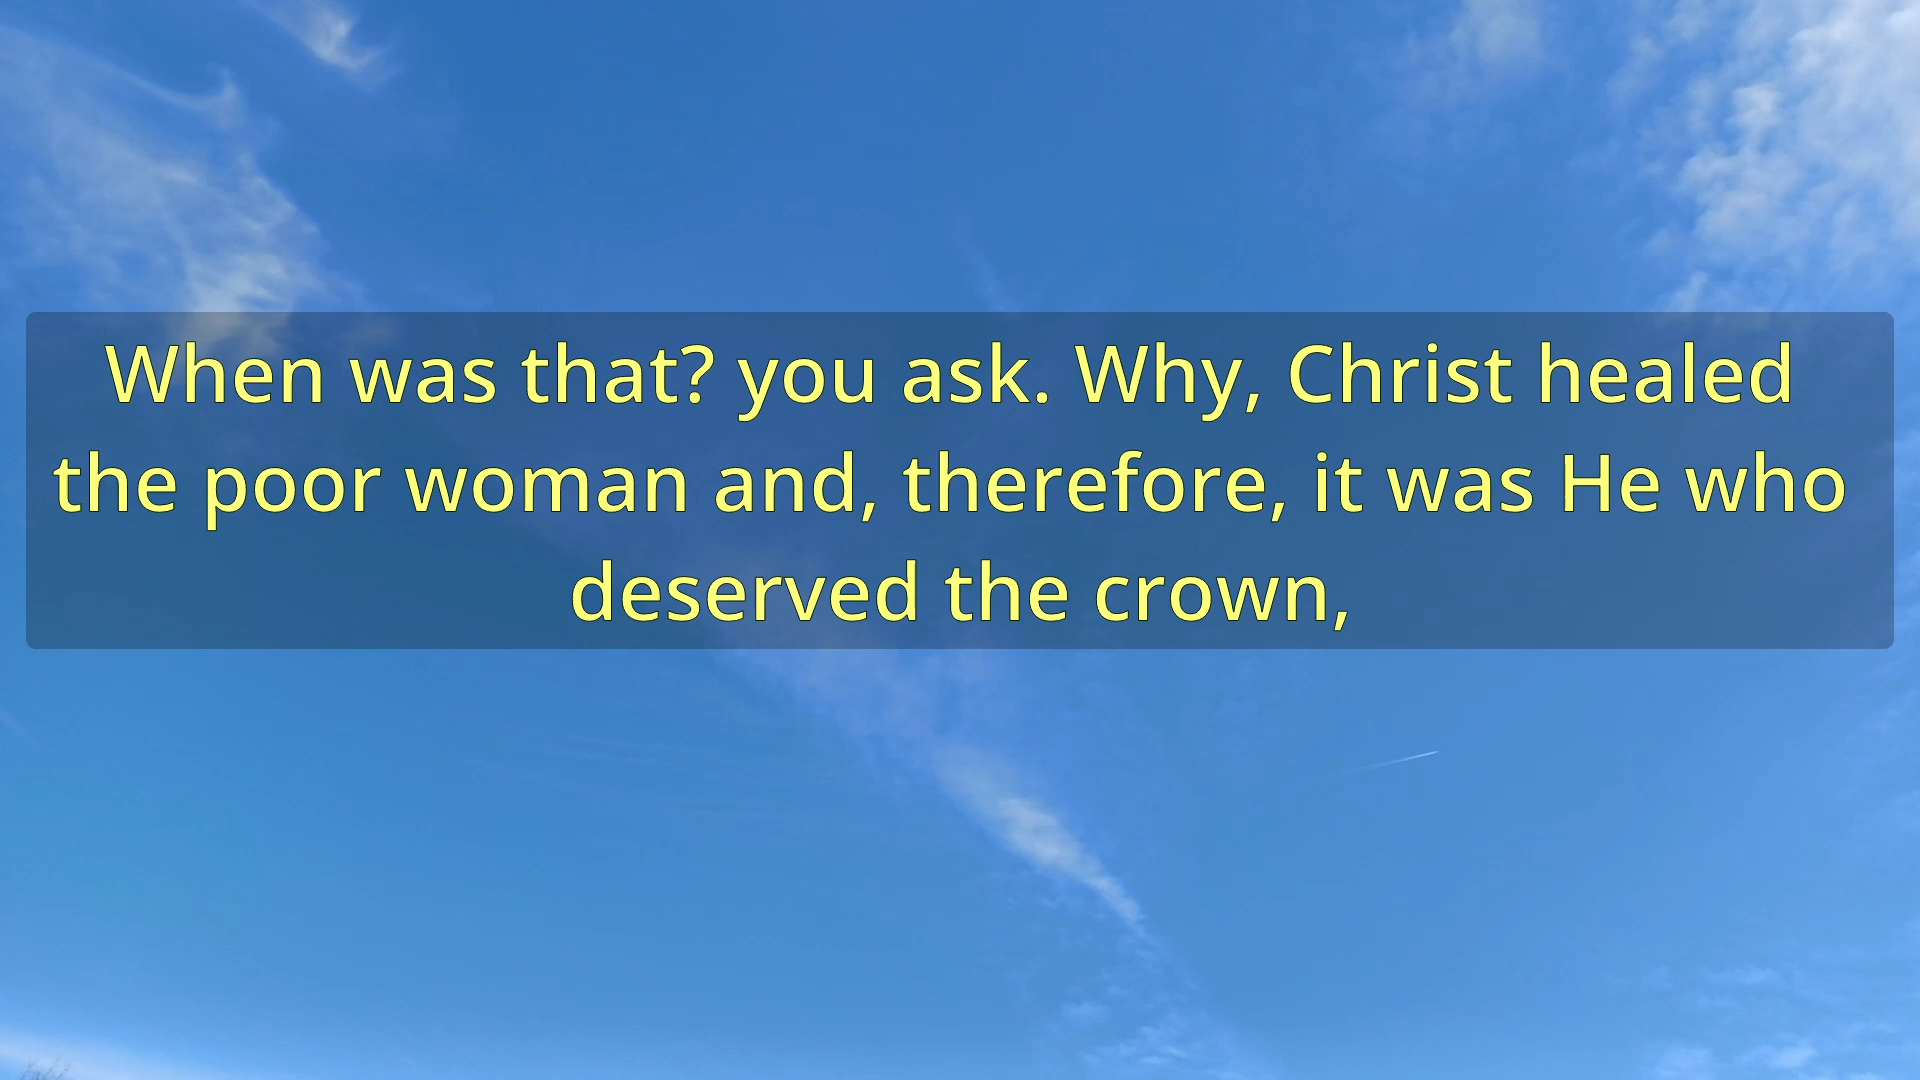 When was that? you ask. Why, Christ healed
the poor woman and, therefore, it was He who
deserved the crown,